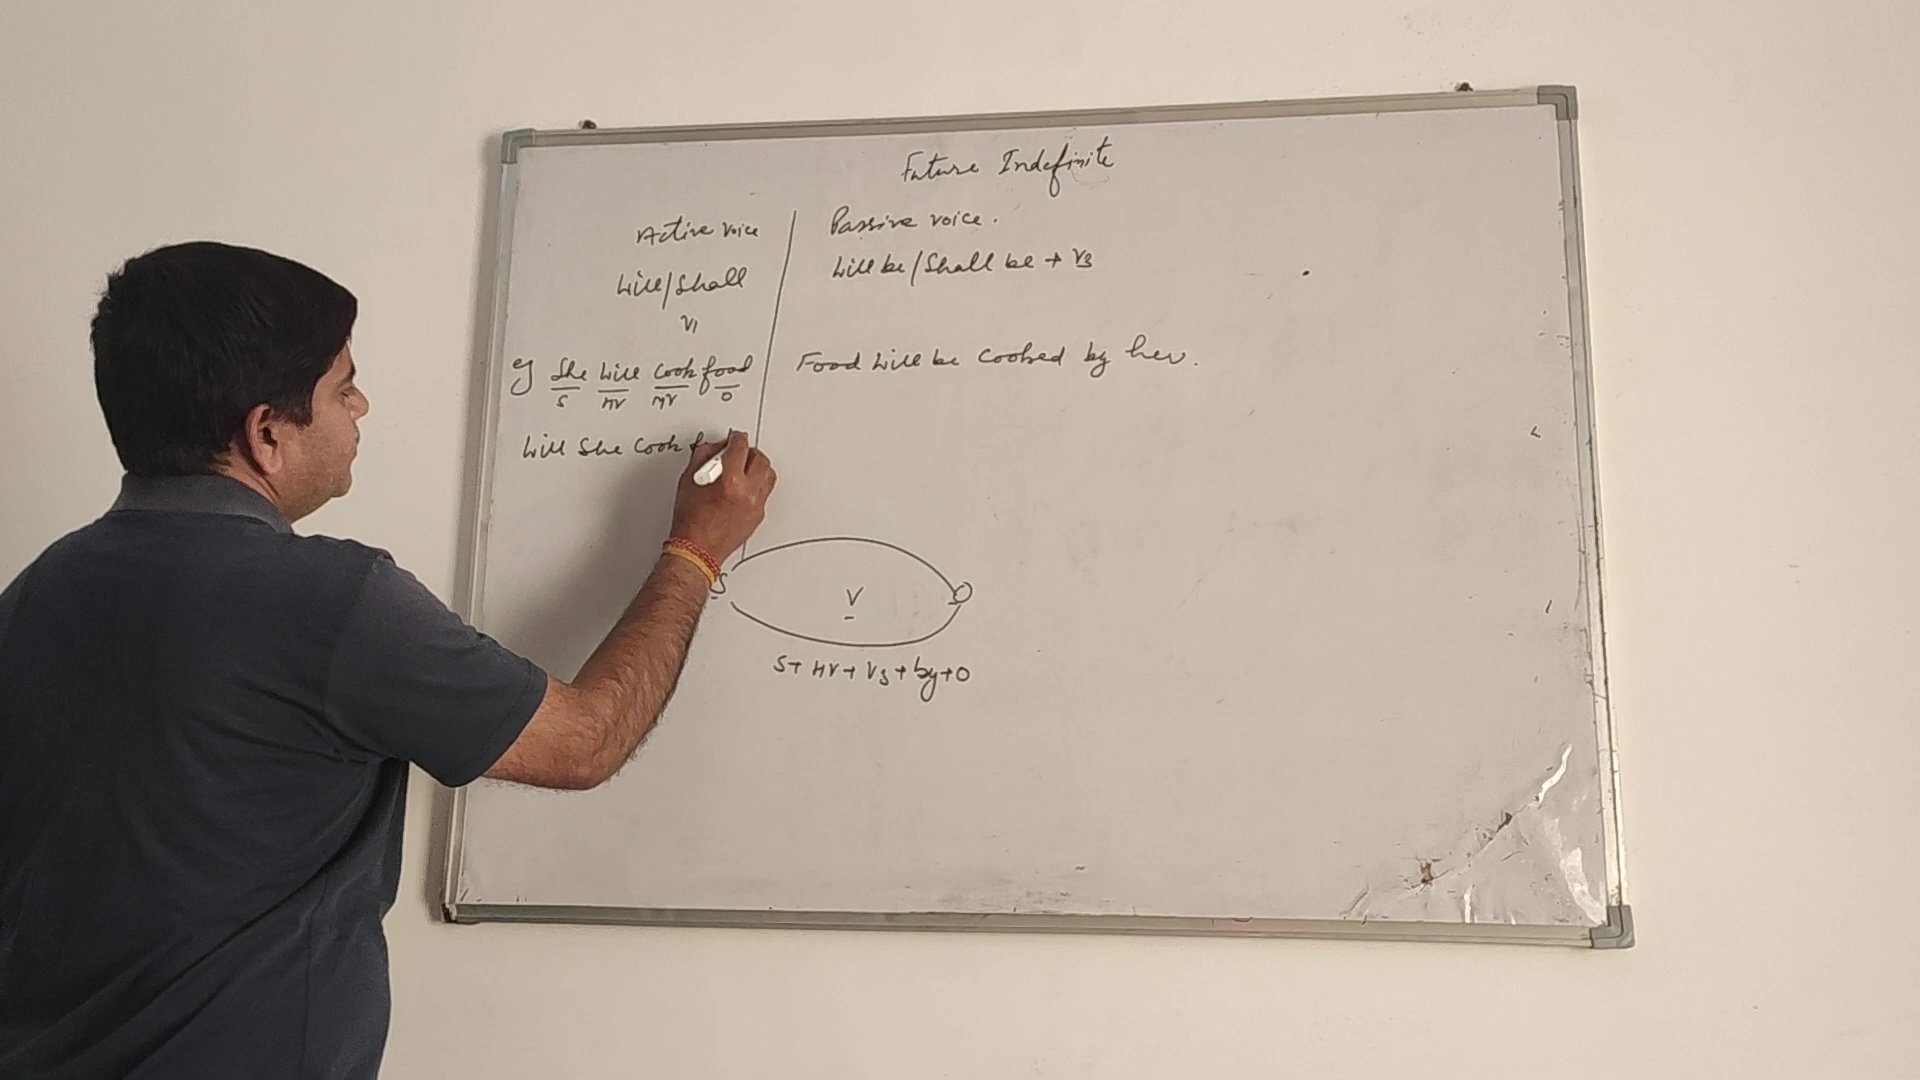 Future Indefinite
Active voice
Passive voice.
Will/Shall
Will be/Shall be + V3
V1
eg She will cook food
S HV MV O
Food will be cooked by her.
Will she cook
S
V
O
S+ HV+ V3+by+O